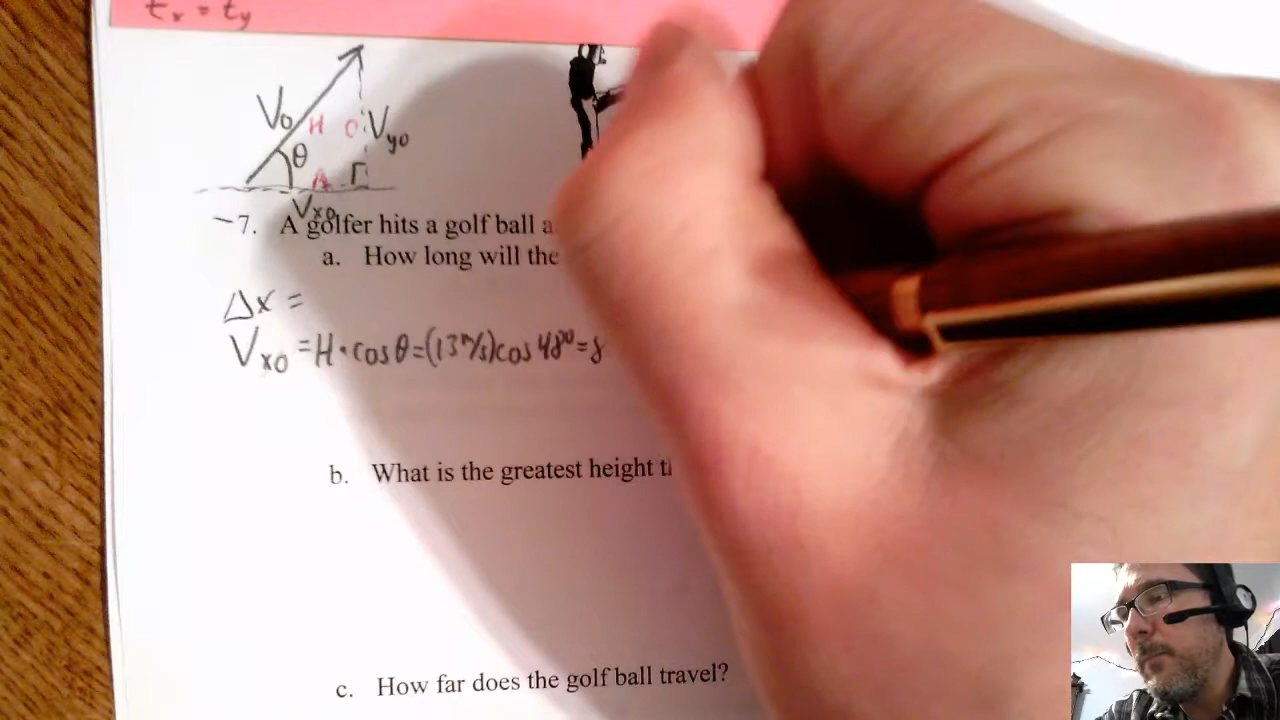 tx = ty
V0 H O Vy0
θ A
Vx0
7. A golfer hits a golf ball a
a. How long will the
Δx =
Vx0 = H·cosθ = (13 m/s)cos 48° = 8
b. What is the greatest height t
c. How far does the golf ball travel?